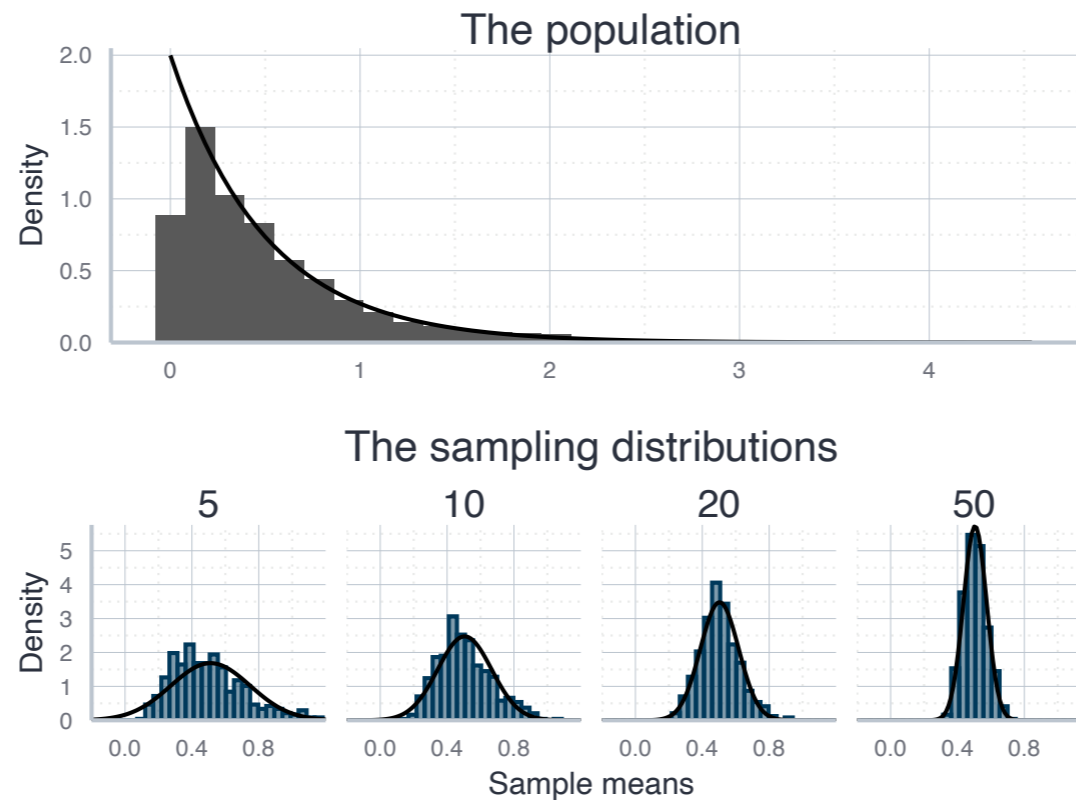 The population
Density
2.0
1.5
1.0
0.5
0.0
0 1 2 3 4
The sampling distributions
5 10 20 50
Density
5
4
3
2
1
0
0.0 0.4 0.8 0.0 0.4 0.8 0.0 0.4 0.8 0.0 0.4 0.8
Sample means